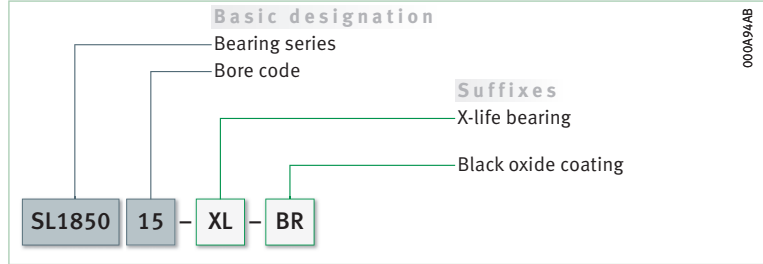 Basic designation
000A94AB
Bearing series
Bore code
Suffixes
X-life bearing
Black oxide coating
SL1850 15 – XL – BR